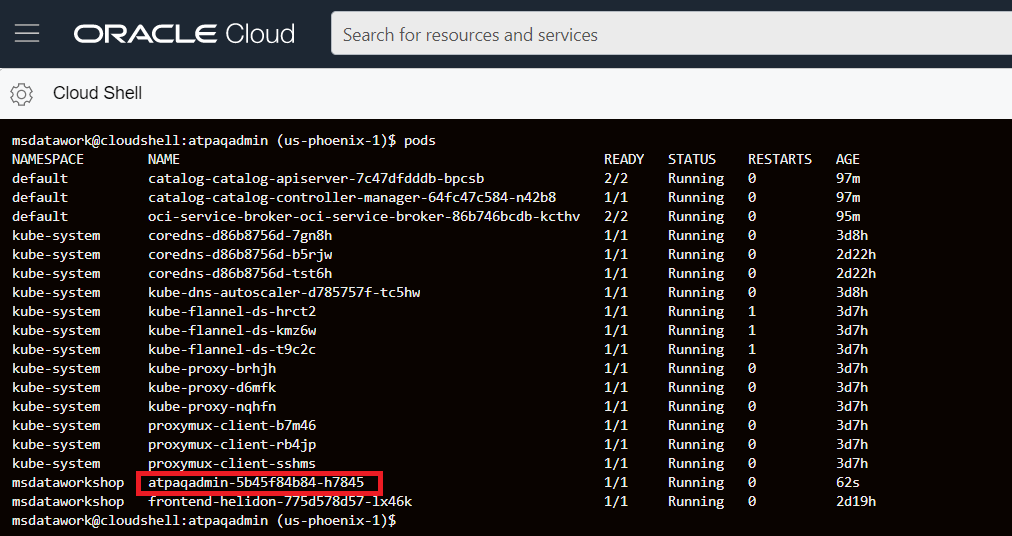 ORACLE Cloud
Search for resources and services
Cloud Shell
msdatawork@cloudshell:atpaqadmin (us-phoenix-1)$ pods
NAMESPACE NAME READY STATUS RESTARTS AGE
default catalog-catalog-apiserver-7c47dfdddb-bpcsb 2/2 Running 0 97m
default catalog-catalog-controller-manager-64fc47c584-n42b8 1/1 Running 0 97m
default oci-service-broker-oci-service-broker-86b746bcdb-kcthv 2/2 Running 0 95m
kube-system coredns-d86b8756d-7gn8h 1/1 Running 0 3d8h
kube-system coredns-d86b8756d-b5rjw 1/1 Running 0 2d22h
kube-system coredns-d86b8756d-tst6h 1/1 Running 0 2d22h
kube-system kube-dns-autoscaler-d785757f-tc5hw 1/1 Running 0 3d8h
kube-system kube-flannel-ds-hrct2 1/1 Running 1 3d7h
kube-system kube-flannel-ds-kmz6w 1/1 Running 1 3d7h
kube-system kube-flannel-ds-t9c2c 1/1 Running 1 3d7h
kube-system kube-proxy-brhjh 1/1 Running 0 3d7h
kube-system kube-proxy-d6mfk 1/1 Running 0 3d7h
kube-system kube-proxy-nqhfn 1/1 Running 0 3d7h
kube-system proxymux-client-b7m46 1/1 Running 0 3d7h
kube-system proxymux-client-rb4jp 1/1 Running 0 3d7h
kube-system proxymux-client-sshms 1/1 Running 0 3d7h
msdataworkshop atpaqadmin-5b45f84b84-h7845 1/1 Running 0 62s
msdataworkshop frontend-helidon-775d578d57-lx46k 1/1 Running 0 2d19h
msdatawork@cloudshell:atpaqadmin (us-phoenix-1)$